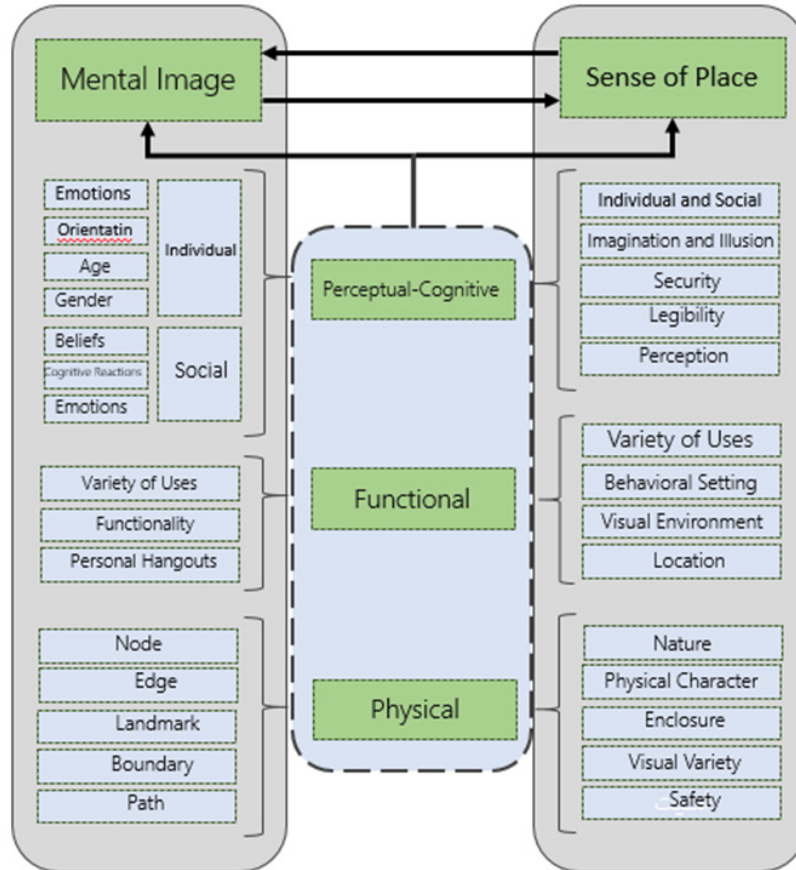 Mental Image
Sense of Place
Emotions
Orientatin
Age
Gender
Individual
Beliefs
Cognitive Reactions
Emotions
Social
Variety of Uses
Functionality
Personal Hangouts
Node
Edge
Landmark
Boundary
Path
Perceptual-Cognitive
Functional
Physical
Individual and Social
Imagination and Illusion
Security
Legibility
Perception
Variety of Uses
Behavioral Setting
Visual Environment
Location
Nature
Physical Character
Enclosure
Visual Variety
Safety